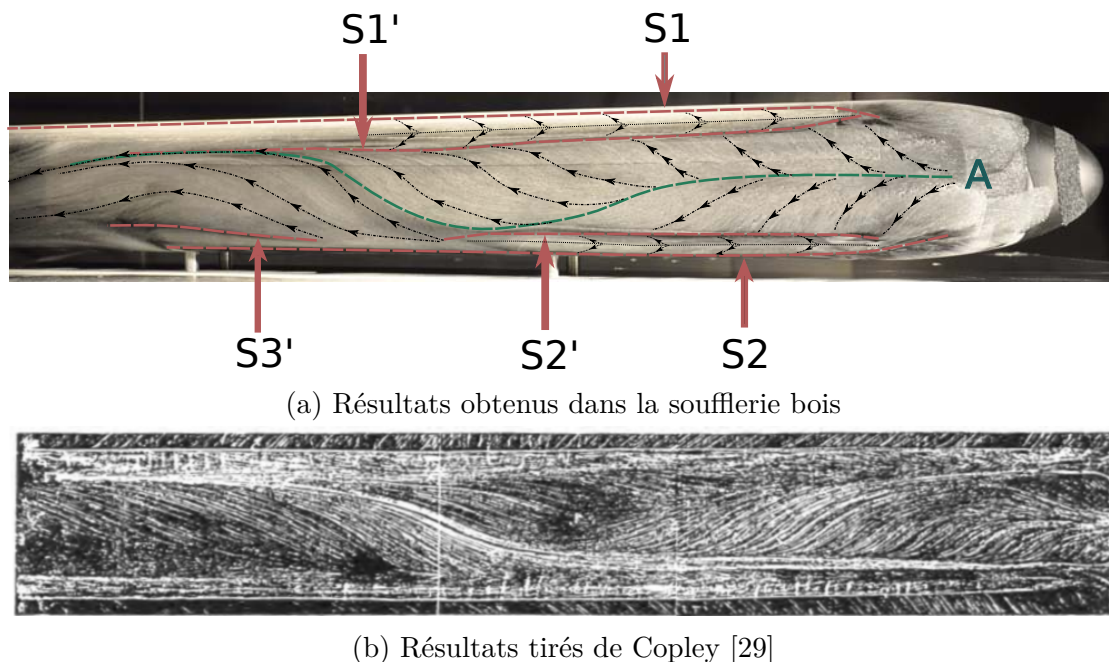 S1' S1
A
S3' S2' S2
(a) Résultats obtenus dans la soufflerie bois
(b) Résultats tirés de Copley [29]